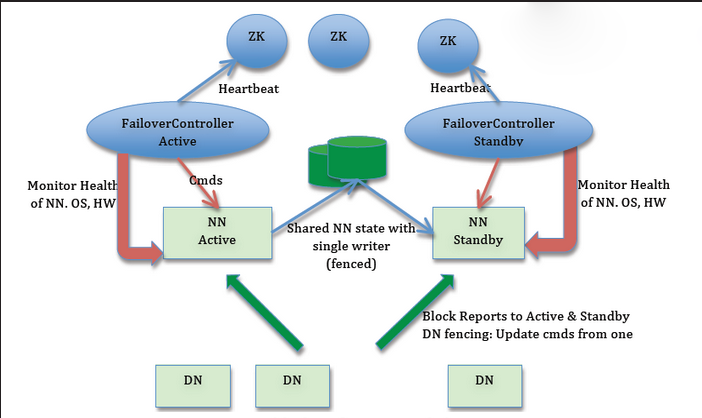 ZK
ZK
ZK
Heartbeat
Heartbeat
FailoverController
Active
FailoverController
Standby
Cmds
Monitor Health
of NN. OS, HW
Monitor Health
of NN. OS, HW
NN
Active
NN
Standby
Shared NN state with
single writer
(fenced)
Block Reports to Active & Standby
DN fencing: Update cmds from one
DN
DN
DN